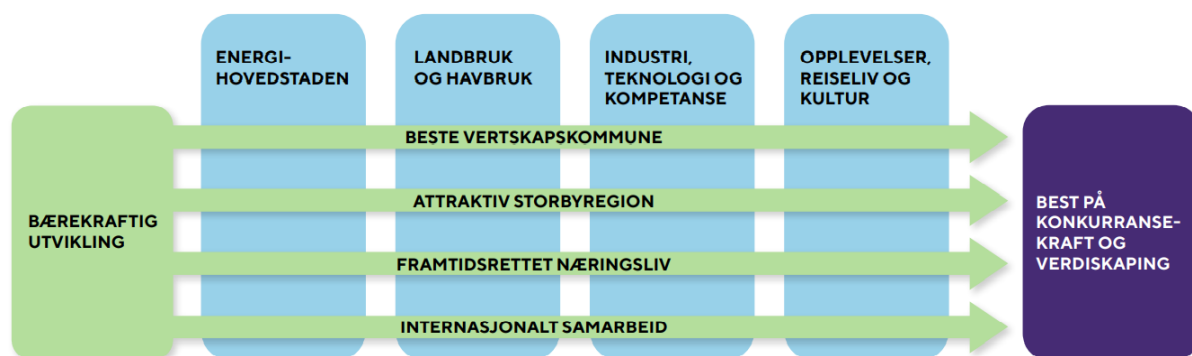 ENERGI-
HOVEDSTADEN
LANDBRUK
OG HAVBRUK
INDUSTRI,
TEKNOLOGI OG
KOMPETANSE
OPPLEVELSER,
REISELIV OG
KULTUR
BÆREKRAFTIG
UTVIKLING
BESTE VERTSKAPSKOMMUNE
ATTRAKTIV STORBYREGION
FRAMTIDSRETTET NÆRINGSLIV
INTERNASJONALT SAMARBEID
BEST PÅ
KONKURRANSE-
KRAFT OG
VERDISKAPING